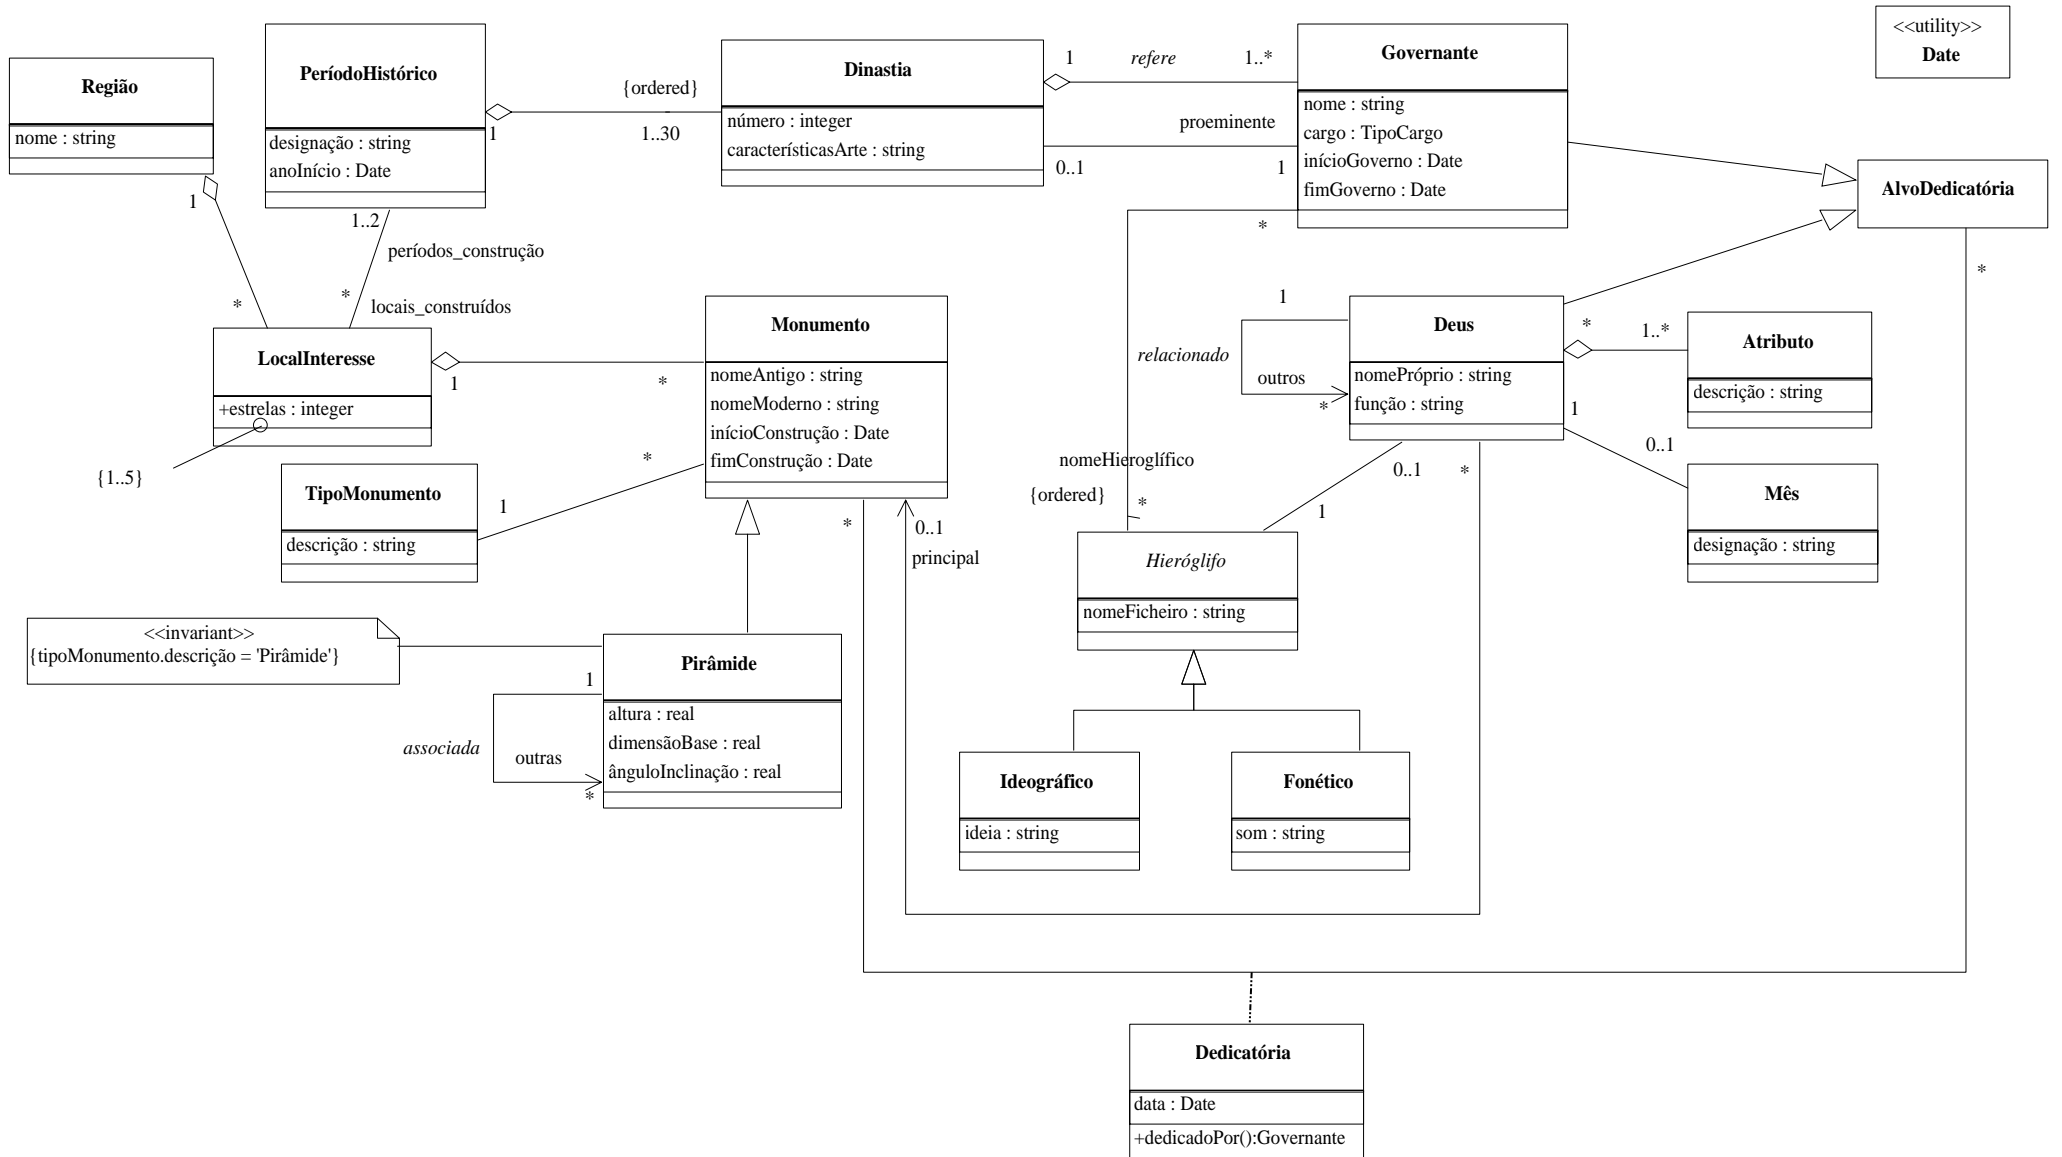 <<utility>>
Date
Região
nome : string
PeríodoHistórico
designação : string
anoInício : Date
{ordered}
1
1..30
Dinastia
número : integer
característicasArte : string
1
refere
1..*
proeminente
0..1
1
Governante
nome : string
cargo : TipoCargo
inícioGoverno : Date
fimGoverno : Date
AlvoDedicatória
1
*
1..2
períodos_construção
*
locais_construídos
LocalInteresse
+estrelas : integer
{1..5}
1
*
Monumento
nomeAntigo : string
nomeModerno : string
inícioConstrução : Date
fimConstrução : Date
TipoMonumento
descrição : string
1
*
*
*
1
relacionado
outros
*
Deus
nomePróprio : string
função : string
*
1..*
Atributo
descrição : string
1
0..1
Mês
designação : string
nomeHieroglífico
{ordered}
*
0..1
*
1
*
0..1
principal
Hieróglifo
nomeFicheiro : string
<<invariant>>
{tipoMonumento.descrição = 'Pirâmide'}
Pirâmide
altura : real
dimensãoBase : real
ânguloInclinação : real
1
associada
outras
*
Ideográfico
ideia : string
Fonético
som : string
Dedicatória
data : Date
+dedicadoPor():Governante